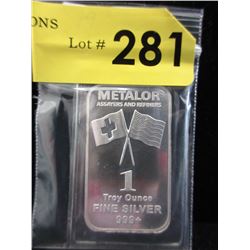 ONS
Lot # 281
METALOR
ASSAYERS AND REFINERS
1
Troy Ounce
FINE SILVER
999+